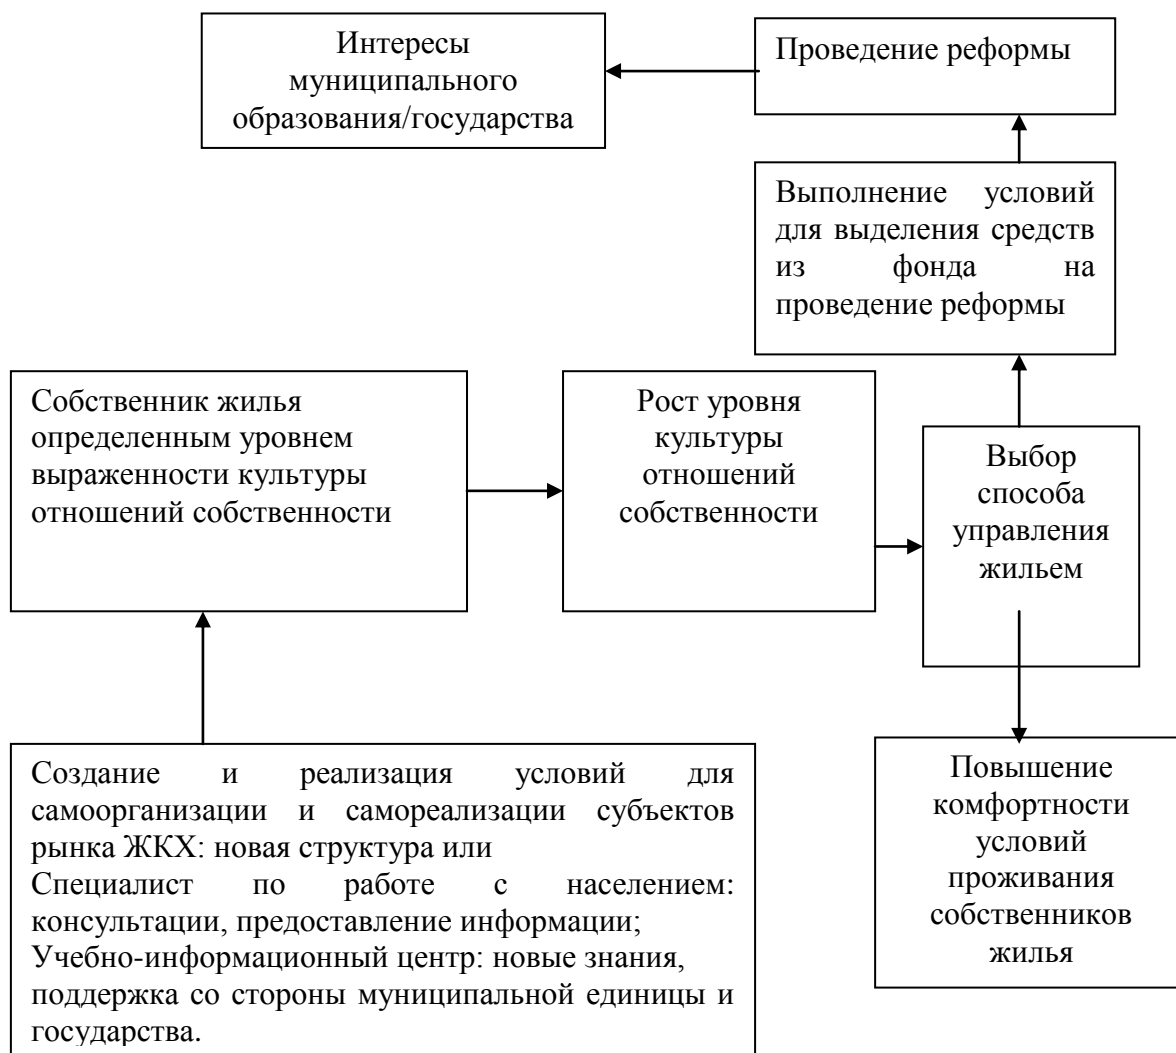 Интересы
муниципального
образования/государства
Проведение реформы
Выполнение условий
для выделения средств
из фонда на
проведение реформы
Собственник жилья
определенным уровнем
выраженности культуры
отношений собственности
Рост уровня
культуры
отношений
собственности
Выбор
способа
управления
жильем
Создание и реализация условий для
самоорганизации и самореализации субъектов
рынка ЖКХ: новая структура или
Специалист по работе с населением:
консультации, предоставление информации;
Учебно-информационный центр: новые знания,
поддержка со стороны муниципальной единицы и
государства.
Повышение
комфортности
условий
проживания
собственников
жилья